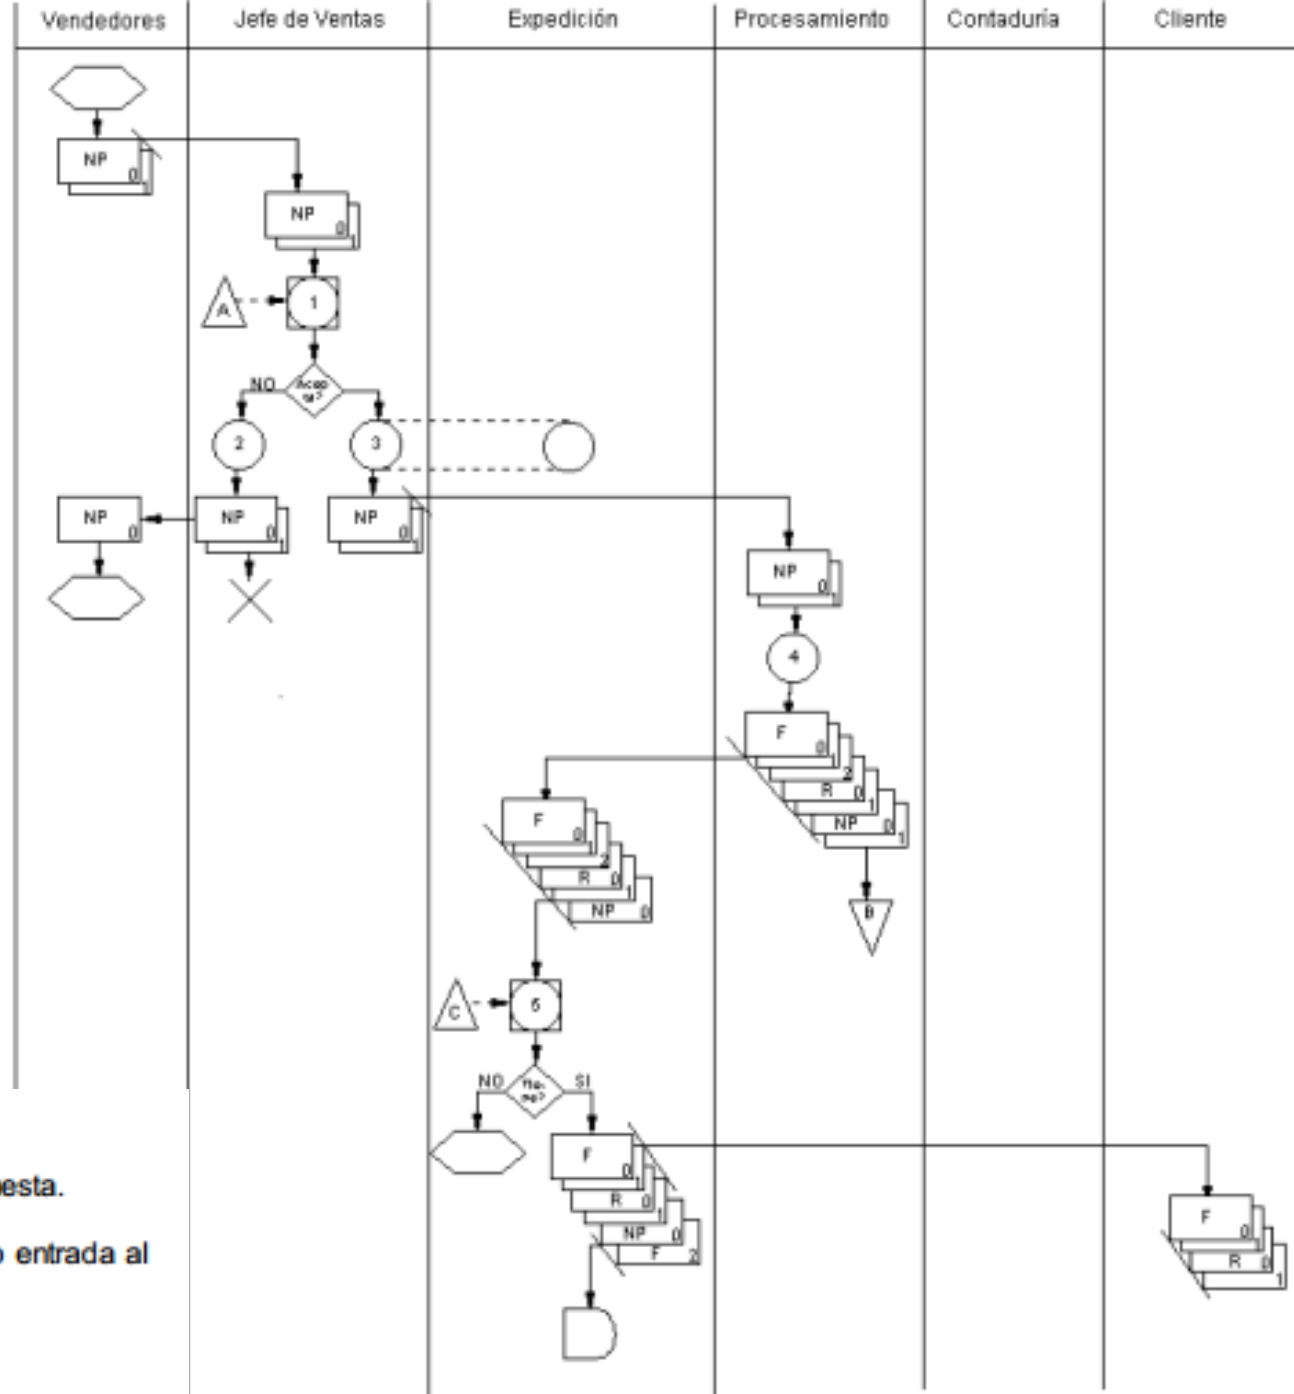 Vendedores Jefe de Ventas Expedición Procesamiento Contaduría Cliente
NP 0 1
NP 0 1
A 1
NO
2 3
NP 0 NP 0 1 NP 0 1
NP 0 1
4
F 0 1 2
R 0 1
NP 0 1
F 0 1 2
R 0 1
NP 0
B
C 5
NO SI
F 0 1
R 0 1
NP 0
F 2
F 0 1
R 0 1
esta.
entrada al